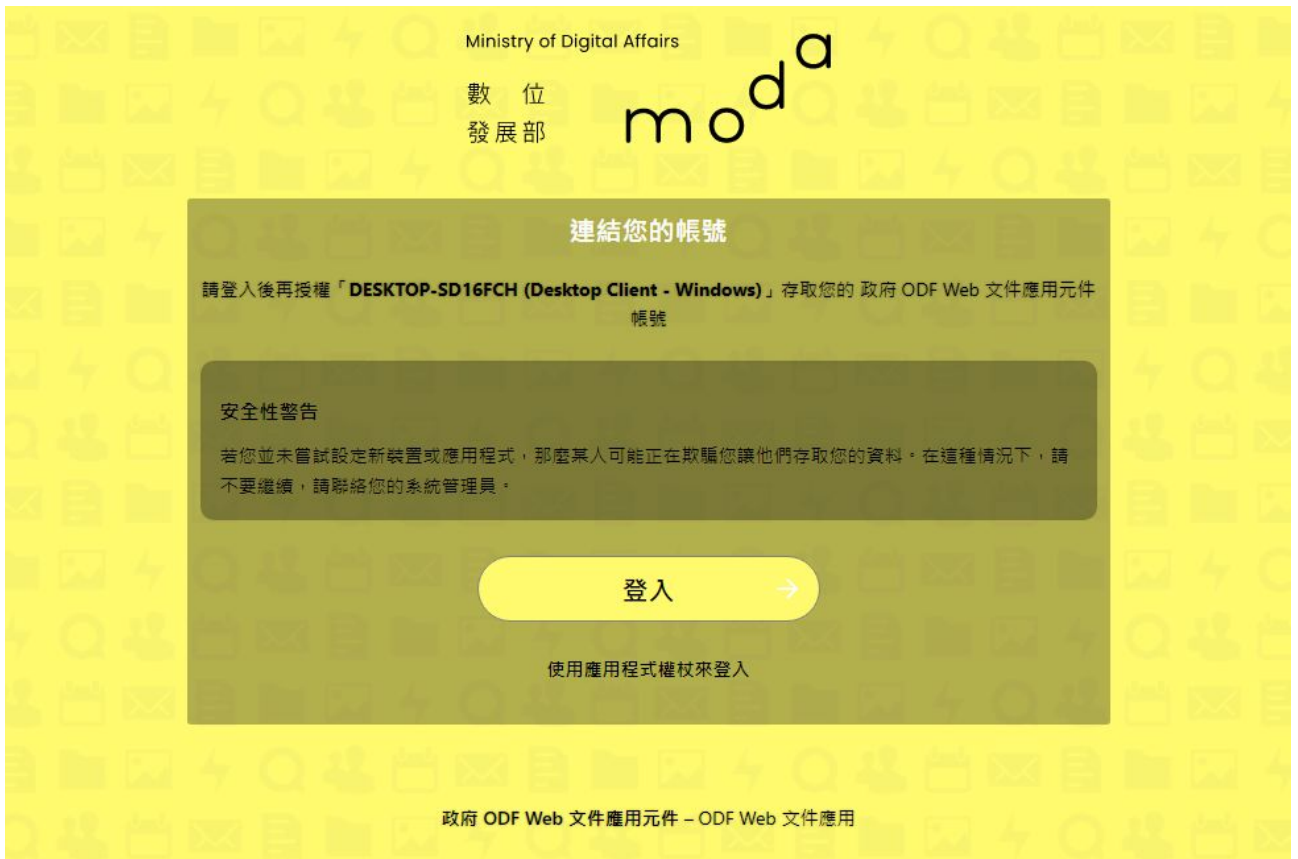 Ministry of Digital Affairs
數位
發展部
moda
連結您的帳號
請登入後再授權「DESKTOP-SD16FCH (Desktop Client - Windows)」存取您的 政府 ODF Web 文件應用元件
帳號
安全性警告
若您並未嘗試設定新裝置或應用程式，那麼某人可能正在欺騙您讓他們存取您的資料。在這種情況下，請
不要繼續，請聯絡您的系統管理員。
登入
使用應用程式權杖來登入
政府 ODF Web 文件應用元件 – ODF Web 文件應用